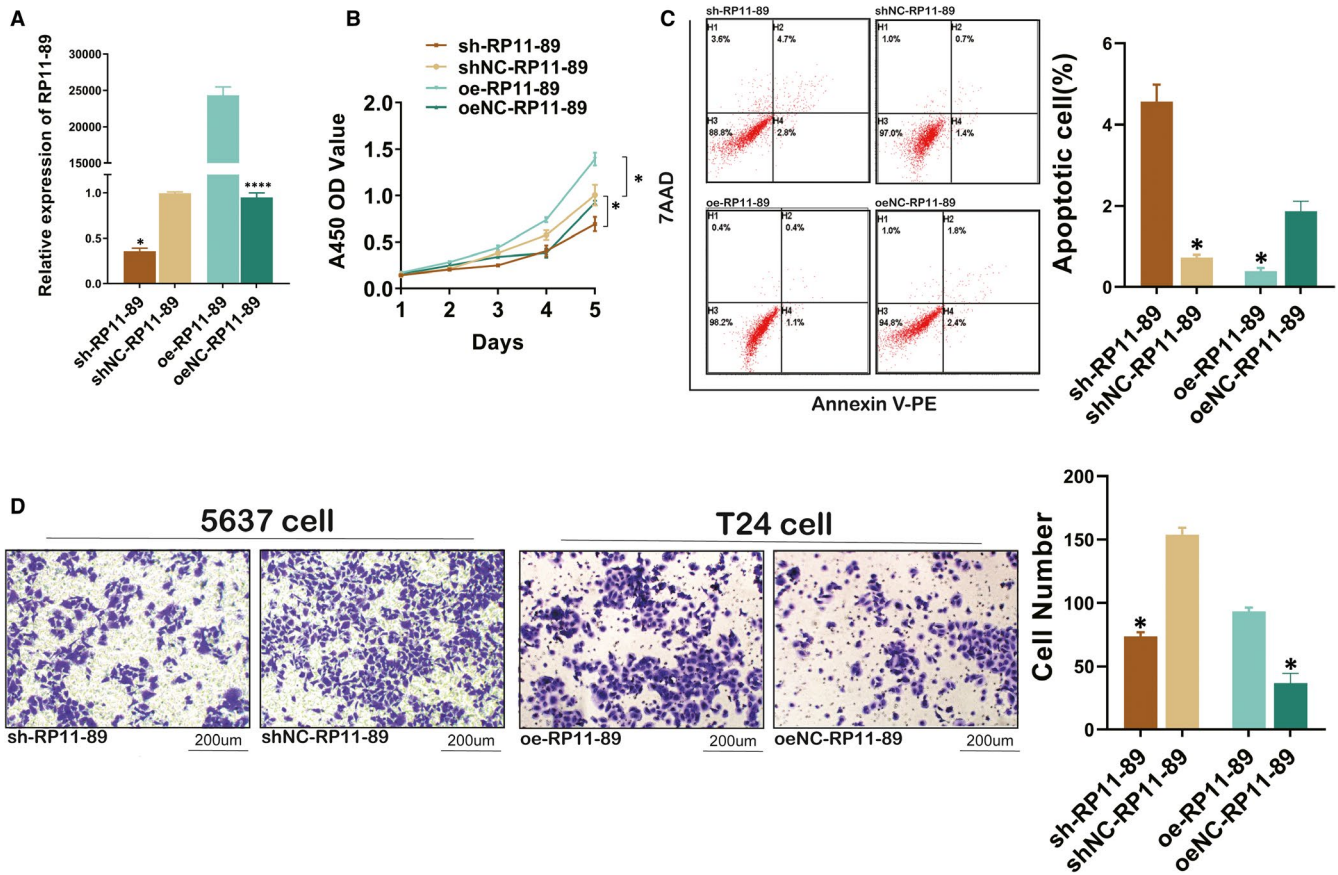 A
Relative expression of RP11-89
30000
25000
20000
15000
1.0
0.5
0.0
*
****
sh-RP11-89
shNC-RP11-89
oe-RP11-89
oeNC-RP11-89
B
sh-RP11-89
shNC-RP11-89
oe-RP11-89
oeNC-RP11-89
A450 OD Value
2.0
1.5
1.0
0.5
0.0
*
*
1 2 3 4 5
Days
C
7AAD
sh-RP11-89
H1 H2
3.6% 4.7%
H3 H4
88.8% 2.8%
shNC-RP11-89
H1 H2
1.0% 0.7%
H3 H4
97.0% 1.4%
oe-RP11-89
H1 H2
0.4% 0.4%
H3 H4
98.2% 1.1%
oeNC-RP11-89
H1 H2
1.0% 1.8%
H3 H4
94.8% 2.4%
Annexin V-PE
Apoptotic cell(%)
6
4
2
0
*
*
sh-RP11-89
shNC-RP11-89
oe-RP11-89
oeNC-RP11-89
D
5637 cell
T24 cell
sh-RP11-89
200um
shNC-RP11-89
200um
oe-RP11-89
200um
oeNC-RP11-89
200um
Cell Number
200
150
100
50
0
*
*
sh-RP11-89
shNC-RP11-89
oe-RP11-89
oeNC-RP11-89